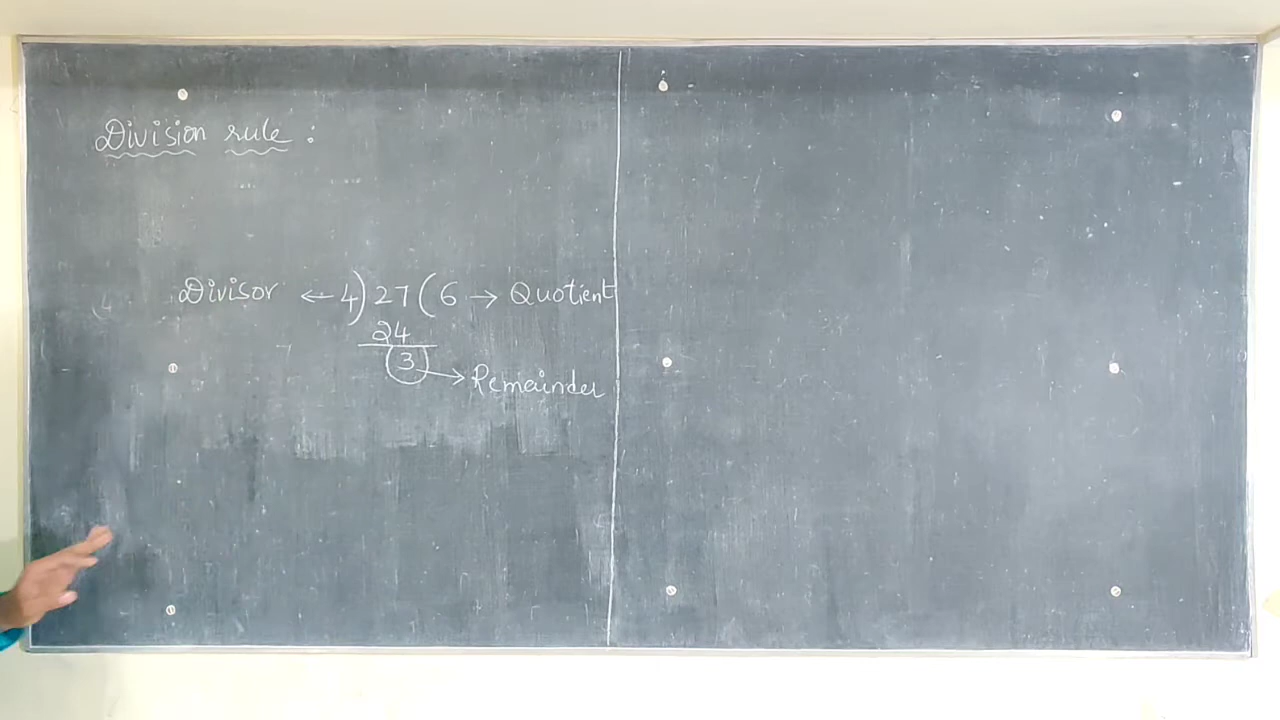 Division rule :
Divisor ← 4) 27 ( 6 → Quotient
24
3 → Remainder